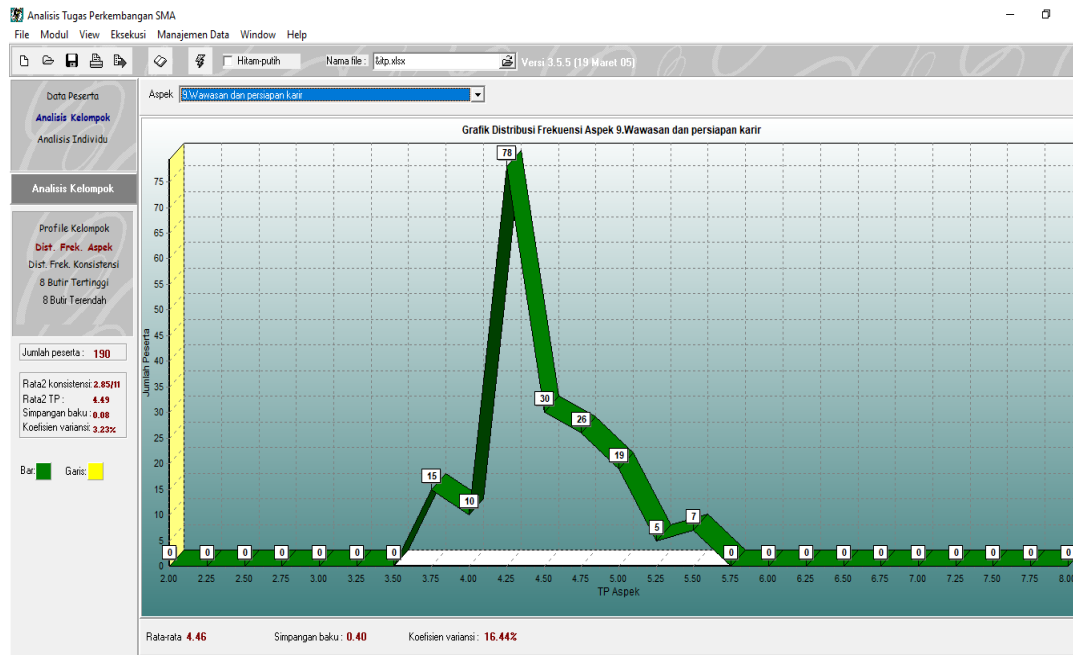 Analisis Tugas Perkembangan SMA
File Modul View Eksekusi Manajemen Data Window Help
Hitam-putih Nama file : &itp.xlsx Versi 3.5.5 (19 Maret 05)
Data Peserta
Analisis Kelompok
Analisis Individu
Analisis Kelompok
Profile Kelompok
Dist. Frek. Aspek
Dist. Frek. Konsistensi
8 Butir Tertinggi
8 Butir Terendah
Jumlah peserta : 190
Rata2 konsistensi: 2.85/11
Rata2 TP : 4.49
Simpangan baku : 0.08
Koefisien variansi: 3,23%
Bar: Garis:
Aspek 9.Wawasan dan persiapan karir
Grafik Distribusi Frekuensi Aspek 9.Wawasan dan persiapan karir
Jumlah Peserta
75
70
65
60
55
50
45
40
35
30
25
20
15
10
5
0
0 0 0 0 0 0 0 15 10 78 30 26 19 5 7 0 0 0 0 0 0 0 0 0 0
2.00 2.25 2.50 2.75 3.00 3.25 3.50 3.75 4.00 4.25 4.50 4.75 5.00 5.25 5.50 5.75 6.00 6.25 6.50 6.75 7.00 7.25 7.50 7.75 8.00
TP Aspek
Rata-rata 4.46 Simpangan baku : 0.40 Koefisien variansi : 16.44%